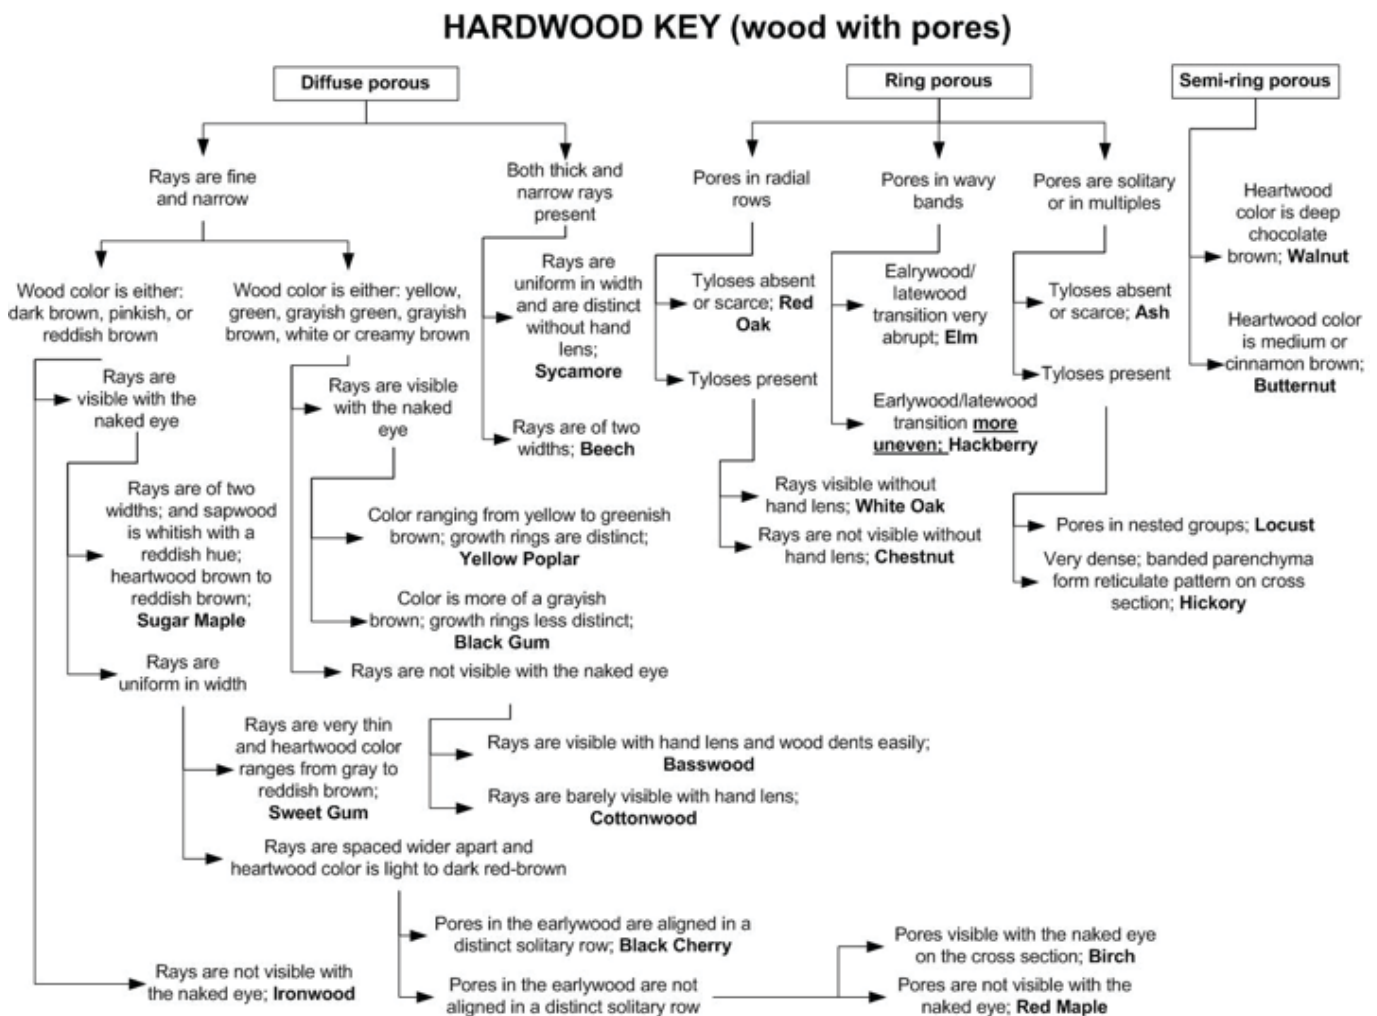 HARDWOOD KEY (wood with pores)
Diffuse porous
Ring porous
Semi-ring porous
Rays are fine
and narrow
Both thick and
narrow rays
present
Pores in radial
rows
Pores in wavy
bands
Pores are solitary
or in multiples
Heartwood
color is deep
chocolate
brown; Walnut
Heartwood color
is medium or
cinnamon brown;
Butternut
Wood color is either:
dark brown, pinkish, or
reddish brown
Wood color is either: yellow,
green, grayish green, grayish
brown, white or creamy brown
Rays are
uniform in width
and are distinct
without hand
lens;
Sycamore
Rays are of two
widths; Beech
Tyloses absent
or scarce; Red
Oak
Tyloses present
Ealrywood/
latewood
transition very
abrupt; Elm
Earlywood/latewood
transition more
uneven; Hackberry
Tyloses absent
or scarce; Ash
Tyloses present
Rays are
visible with the
naked eye
Rays are visible
with the naked
eye
Rays are of two
widths; and sapwood
is whitish with a
reddish hue;
heartwood brown to
reddish brown;
Sugar Maple
Rays are
uniform in width
Color ranging from yellow to greenish
brown; growth rings are distinct;
Yellow Poplar
Color is more of a grayish
brown; growth rings less distinct;
Black Gum
Rays are not visible with the naked eye
Rays visible without
hand lens; White Oak
Rays are not visible without
hand lens; Chestnut
Pores in nested groups; Locust
Very dense; banded parenchyma
form reticulate pattern on cross
section; Hickory
Rays are very thin
and heartwood color
ranges from gray to
reddish brown;
Sweet Gum
Rays are visible with hand lens and wood dents easily;
Basswood
Rays are barely visible with hand lens;
Cottonwood
Rays are spaced wider apart and
heartwood color is light to dark red-brown
Pores in the earlywood are aligned in a
distinct solitary row; Black Cherry
Pores in the earlywood are not
aligned in a distinct solitary row
Pores visible with the naked eye
on the cross section; Birch
Pores are not visible with the
naked eye; Red Maple
Rays are not visible with
the naked eye; Ironwood